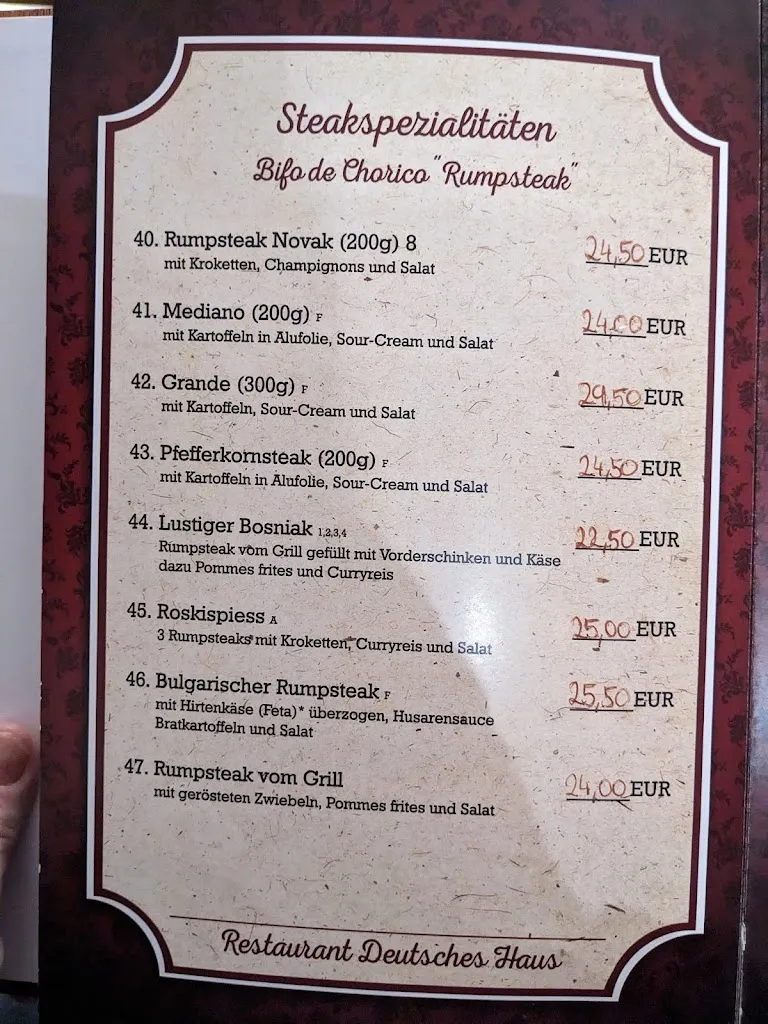 Steakspezialitäten
Bifo de Chorico "Rumpsteak"
40. Rumpsteak Novak (200g) 8 24,50 EUR
mit Kroketten, Champignons und Salat
41. Mediano (200g) F 24,00 EUR
mit Kartoffeln in Alufolie, Sour-Cream und Salat
42. Grande (300g) F 29,50 EUR
mit Kartoffeln, Sour-Cream und Salat
43. Pfefferkornsteak (200g) F 24,50 EUR
mit Kartoffeln in Alufolie, Sour-Cream und Salat
44. Lustiger Bosniak 1,2,3,4 22,50 EUR
Rumpsteak vom Grill gefüllt mit Vorderschinken und Käse
dazu Pommes frites und Curryreis
45. Roskispiess A 25,00 EUR
3 Rumpsteaks mit Kroketten, Curryreis und Salat
46. Bulgarischer Rumpsteak F 25,50 EUR
mit Hirtenkäse (Feta)* überzogen, Husarensauce
Bratkartoffeln und Salat
47. Rumpsteak vom Grill 24,00 EUR
mit gerösteten Zwiebeln, Pommes frites und Salat
Restaurant Deutsches Haus